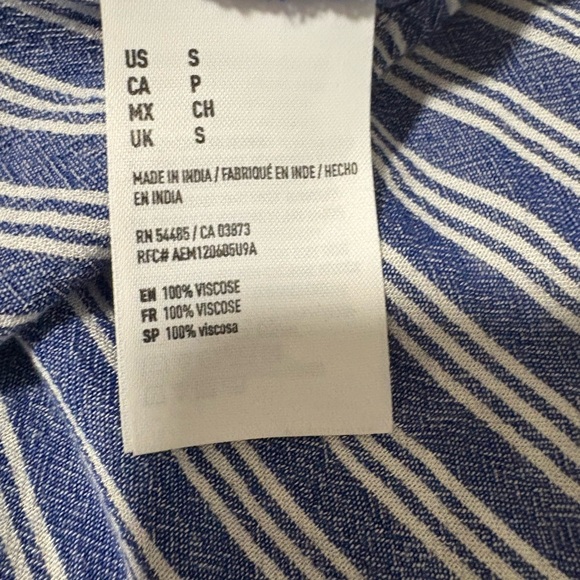 US S
CA P
MX CH
UK S
MADE IN INDIA / FABRIQUÉ EN INDE / HECHO
EN INDIA
RN 54485 / CA 03873
RFC# AEM120605U9A
EN 100% VISCOSE
FR 100% VISCOSE
SP 100% viscosa